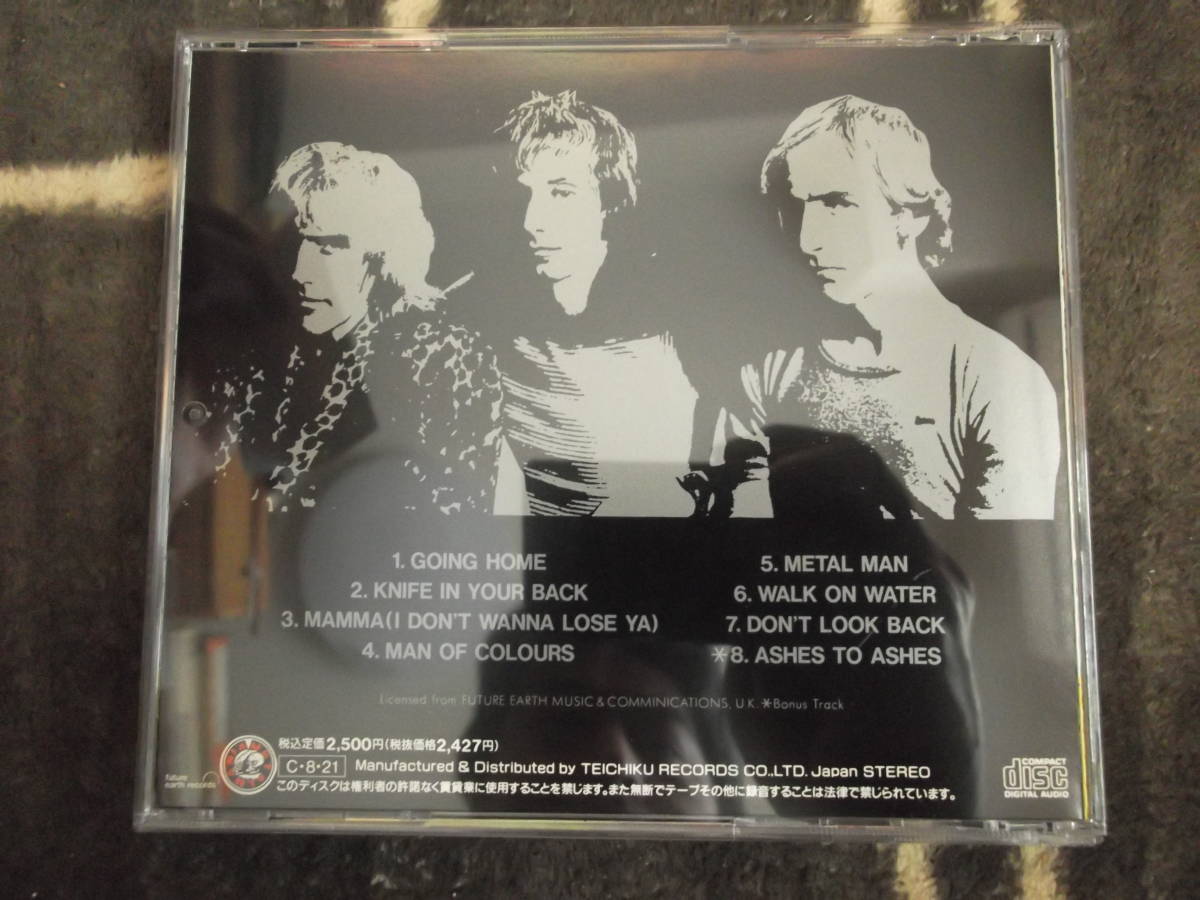 1. GOING HOME
2. KNIFE IN YOUR BACK
3. MAMMA(I DON'T WANNA LOSE YA)
4. MAN OF COLOURS
5. METAL MAN
6. WALK ON WATER
7. DON'T LOOK BACK
*8. ASHES TO ASHES
Licensed from FUTURE EARTH MUSIC & COMMINICATIONS, U.K. *Bonus Track
税込定価2,500円(税抜価格2,427円)
C・8・21 Manufactured & Distributed by TEICHIKU RECORDS CO.,LTD. Japan STEREO
このディスクは権利者の許諾なく賃貸業に使用することを禁じます。また無断でテープその他に録音することは法律で禁じられています。
future
earth records
COMPACT
disc
DIGITAL AUDIO